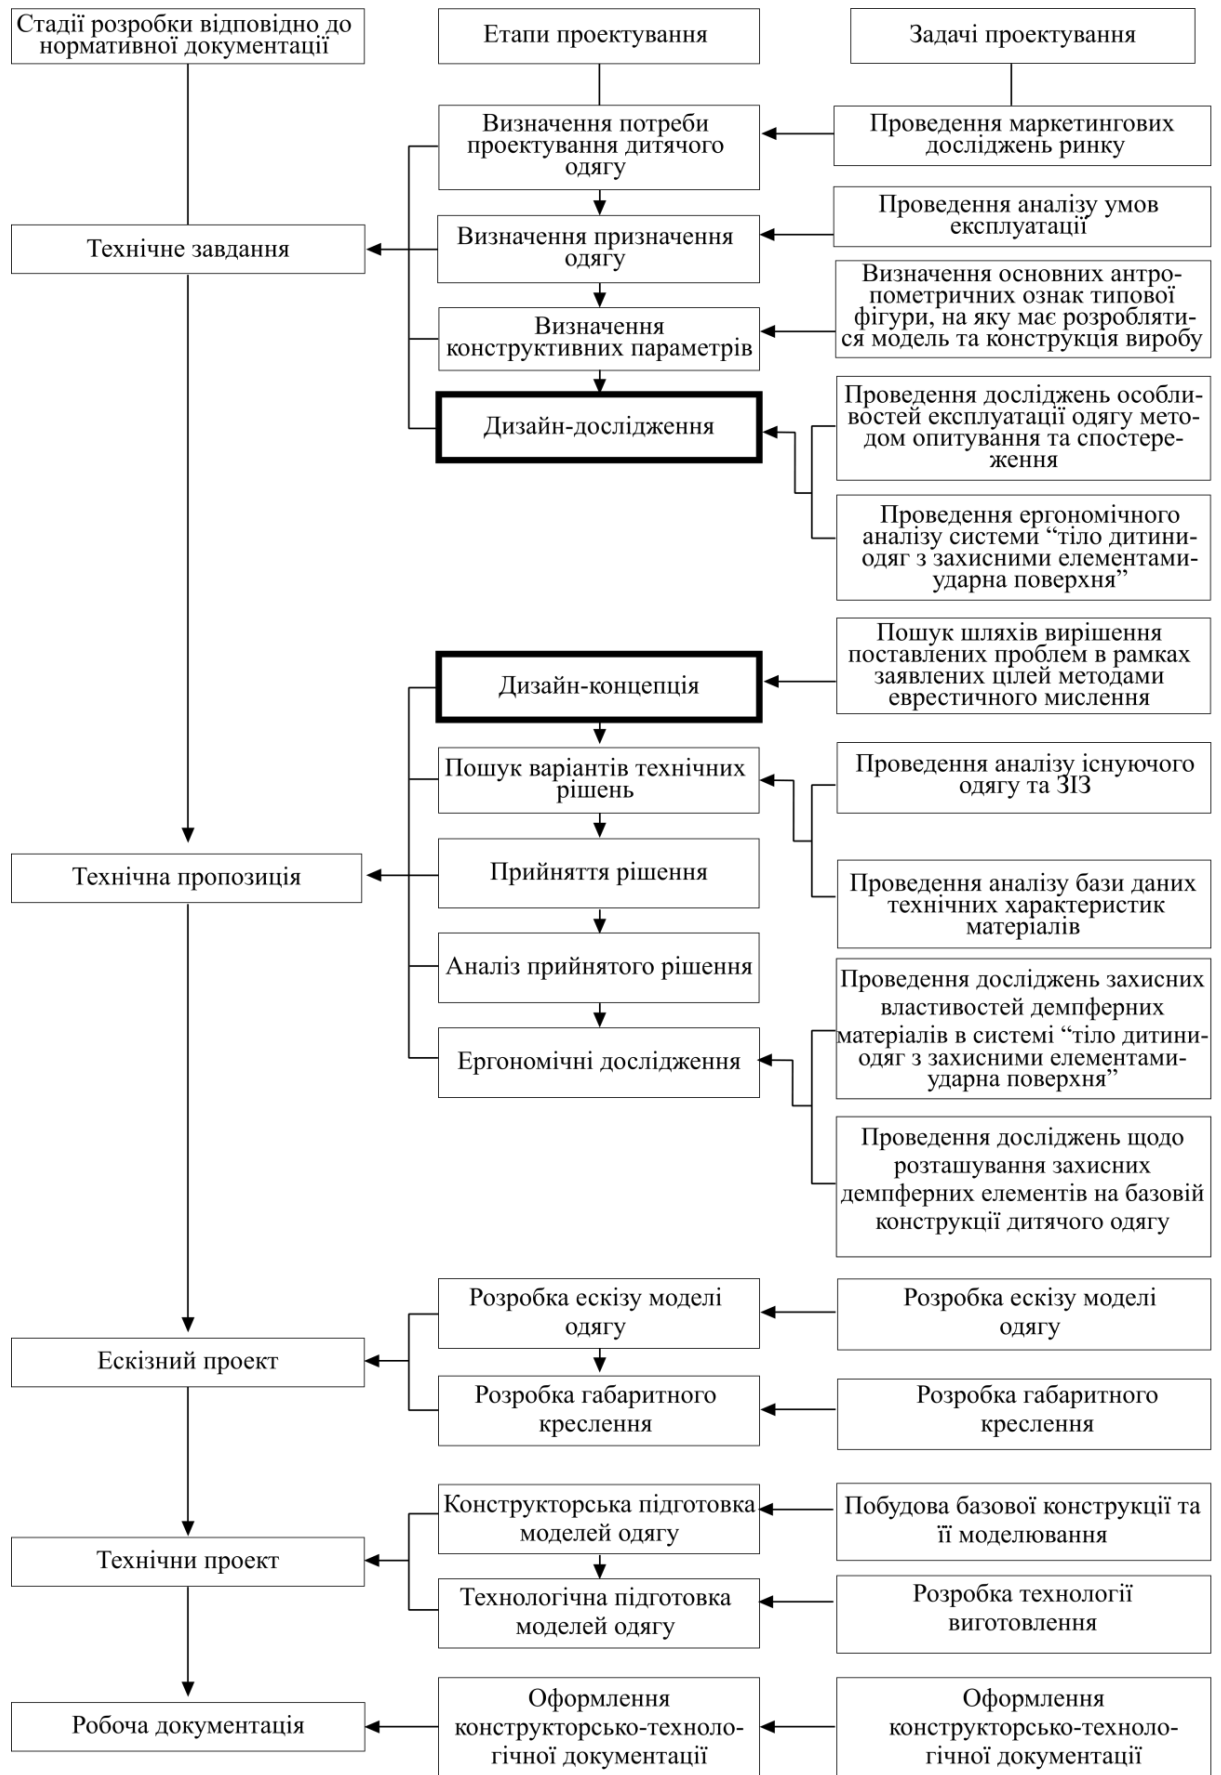 Стадії розробки відповідно до
нормативної документації
Етапи проектування
Задачі проектування
Визначення потреби
проектування дитячого
одягу
Проведення маркетингових
досліджень ринку
Технічне завдання
Визначення призначення
одягу
Проведення аналізу умов
експлуатації
Визначення
конструктивних параметрів
Визначення основних антро-
пометричних ознак типової
фігури, на яку має розробляти-
ся модель та конструкція виробу
Дизайн-дослідження
Проведення досліджень особли-
востей експлуатації одягу мето-
дом опитування та спостере-
ження
Проведення ергономічного
аналізу системи “тіло дитини-
одяг з захисними елементами-
ударна поверхня”
Дизайн-концепція
Пошук шляхів вирішення
поставлених проблем в рамках
заявлених цілей методами
еврестичного мислення
Пошук варіантів технічних
рішень
Проведення аналізу існуючого
одягу та ЗІЗ
Технічна пропозиція
Прийняття рішення
Проведення аналізу бази даних
технічних характеристик
матеріалів
Аналіз прийнятого рішення
Ергономічні дослідження
Проведення досліджень захисних
властивостей демпферних
матеріалів в системі “тіло дитини-
одяг з захисними елементами-
ударна поверхня”
Проведення досліджень щодо
розташування захисних
демпферних елементів на базовій
конструкції дитячого одягу
Ескізний проект
Розробка ескізу моделі
одягу
Розробка ескізу моделі
одягу
Розробка габаритного
креслення
Розробка габаритного
креслення
Технічни проект
Конструкторська підготовка
моделей одягу
Побудова базової конструкції та
її моделювання
Технологічна підготовка
моделей одягу
Розробка технології
виготовлення
Робоча документація
Оформлення
конструкторсько-техноло-
гічної документації
Оформлення
конструкторсько-техноло-
гічної документації